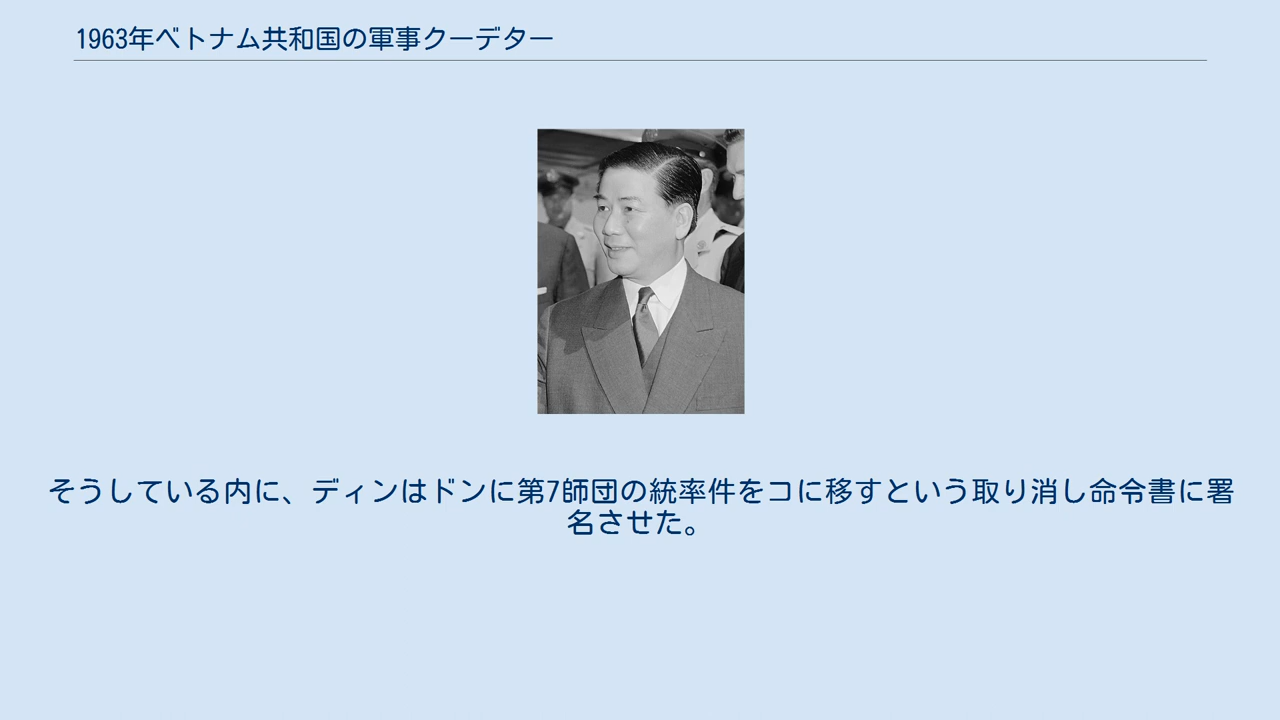 1963年ベトナム共和国の軍事クーデター
そうしている内に、ディンはドンに第7師団の統率件をコに移すという取り消し命令書に署
名させた。